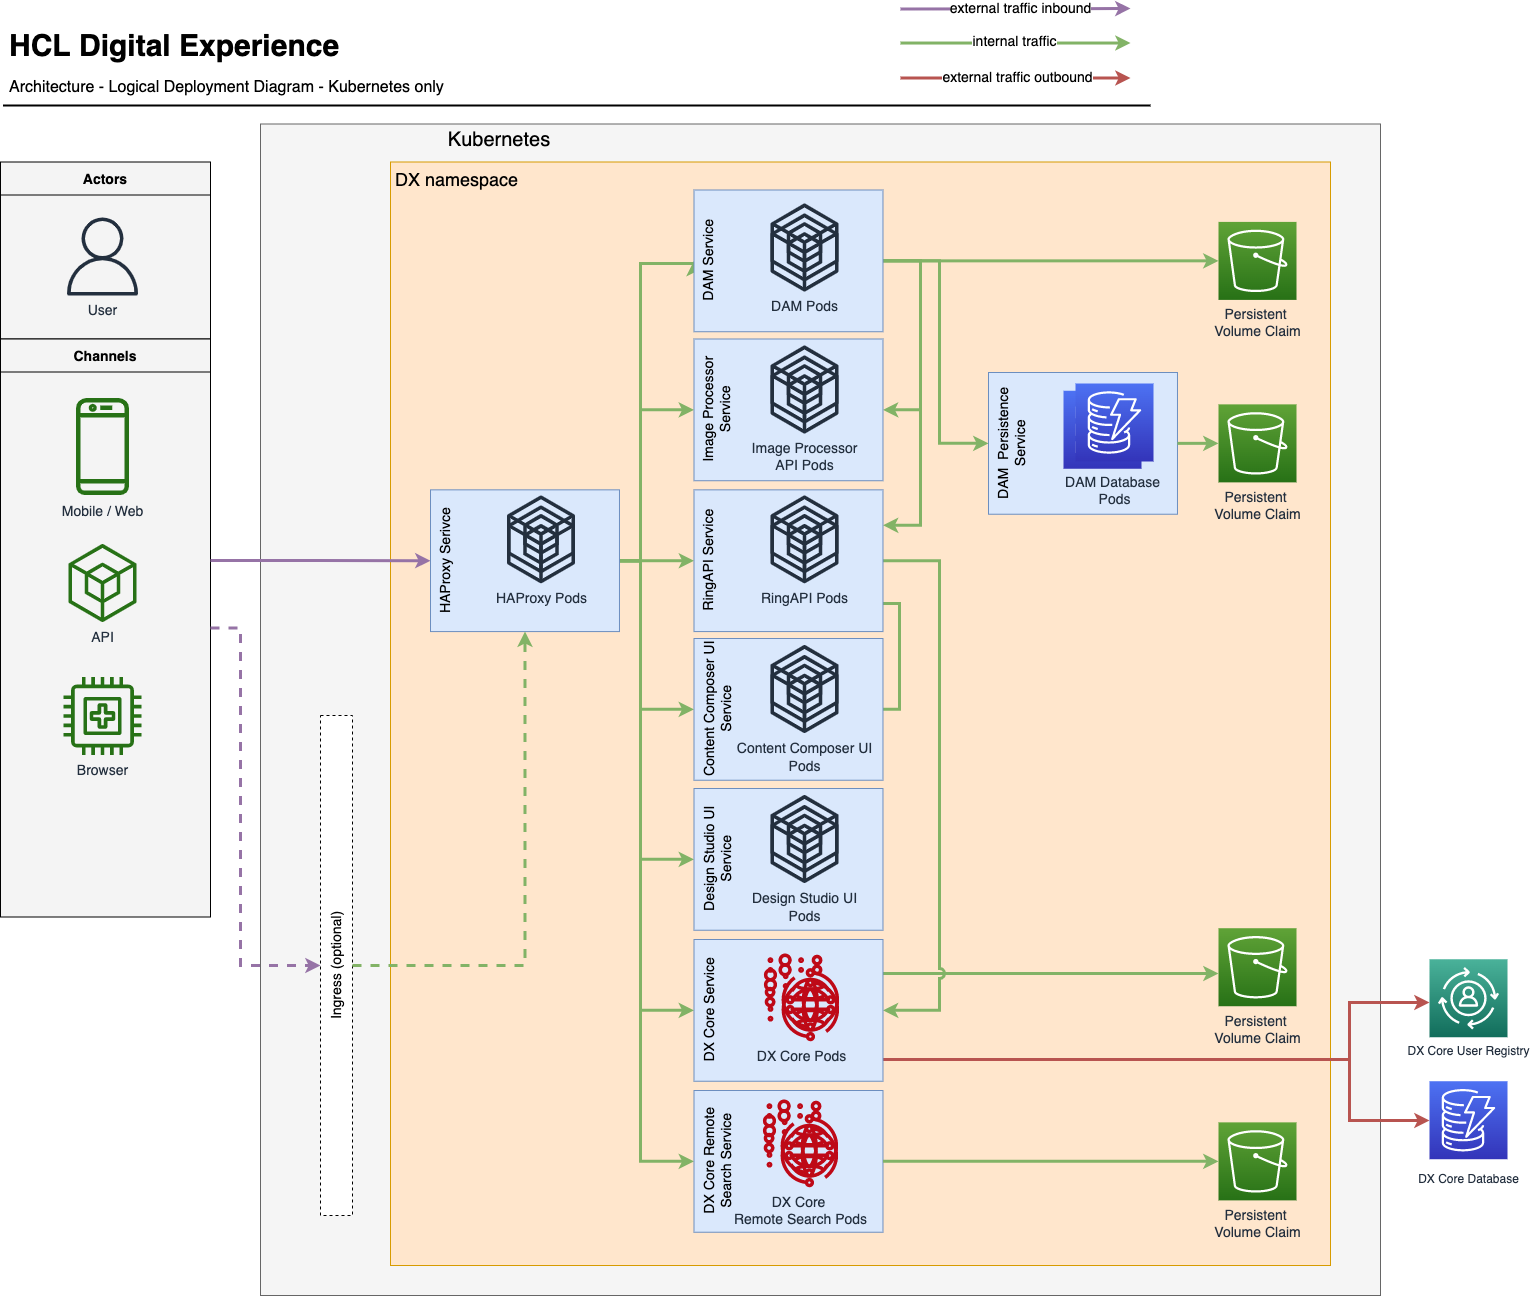 external traffic inbound
internal traffic
external traffic outbound
HCL Digital Experience
Architecture - Logical Deployment Diagram - Kubernetes only
Kubernetes
DX namespace
Actors
User
Channels
Mobile / Web
API
Browser
Ingress (optional)
HAProxy Serivce
HAProxy Pods
DAM Service
DAM Pods
Image Processor
Service
Image Processor
API Pods
RingAPI Service
RingAPI Pods
Content Composer UI
Service
Content Composer UI
Pods
Design Studio UI
Service
Design Studio UI
Pods
DX Core Service
DX Core Pods
DX Core Remote
Search Service
DX Core
Remote Search Pods
DAM  Persistence
Service
DAM Database
Pods
Persistent
Volume Claim
Persistent
Volume Claim
Persistent
Volume Claim
Persistent
Volume Claim
DX Core User Registry
DX Core Database